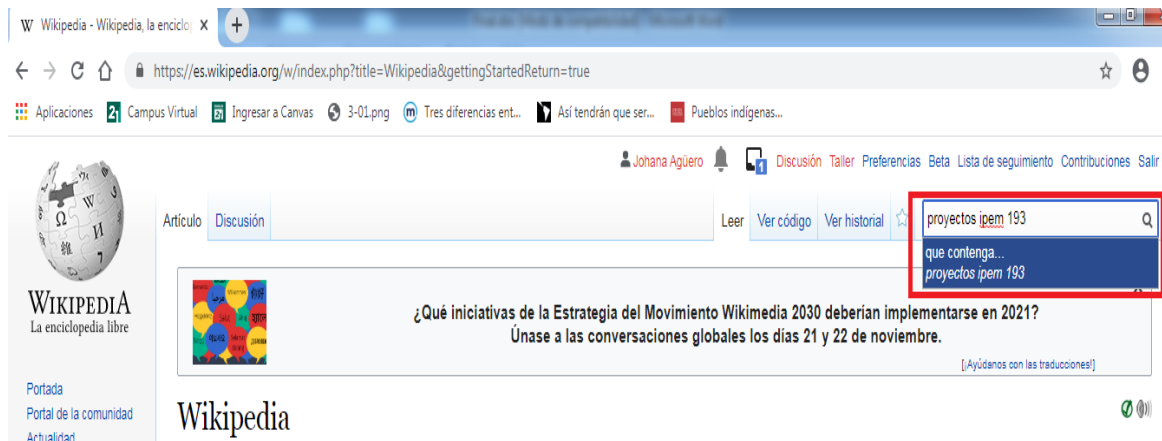 Wikipedia - Wikipedia, la enciclo
https://es.wikipedia.org/w/index.php?title=Wikipedia&gettingStartedReturn=true
Aplicaciones Campus Virtual Ingresar a Canvas 3-01.png Tres diferencias ent... Así tendrán que ser... Pueblos indígenas...
Johana Agüero 1 Discusión Taller Preferencias Beta Lista de seguimiento Contribuciones Salir
Artículo Discusión Leer Ver código Ver historial proyectos ipem 193
que contenga...
proyectos ipem 193
WIKIPEDIA
La enciclopedia libre
¿Qué iniciativas de la Estrategia del Movimiento Wikimedia 2030 deberían implementarse en 2021?
Únase a las conversaciones globales los días 21 y 22 de noviembre.
[¡Ayúdanos con las traducciones!]
Portada
Portal de la comunidad
Actualidad
Wikipedia